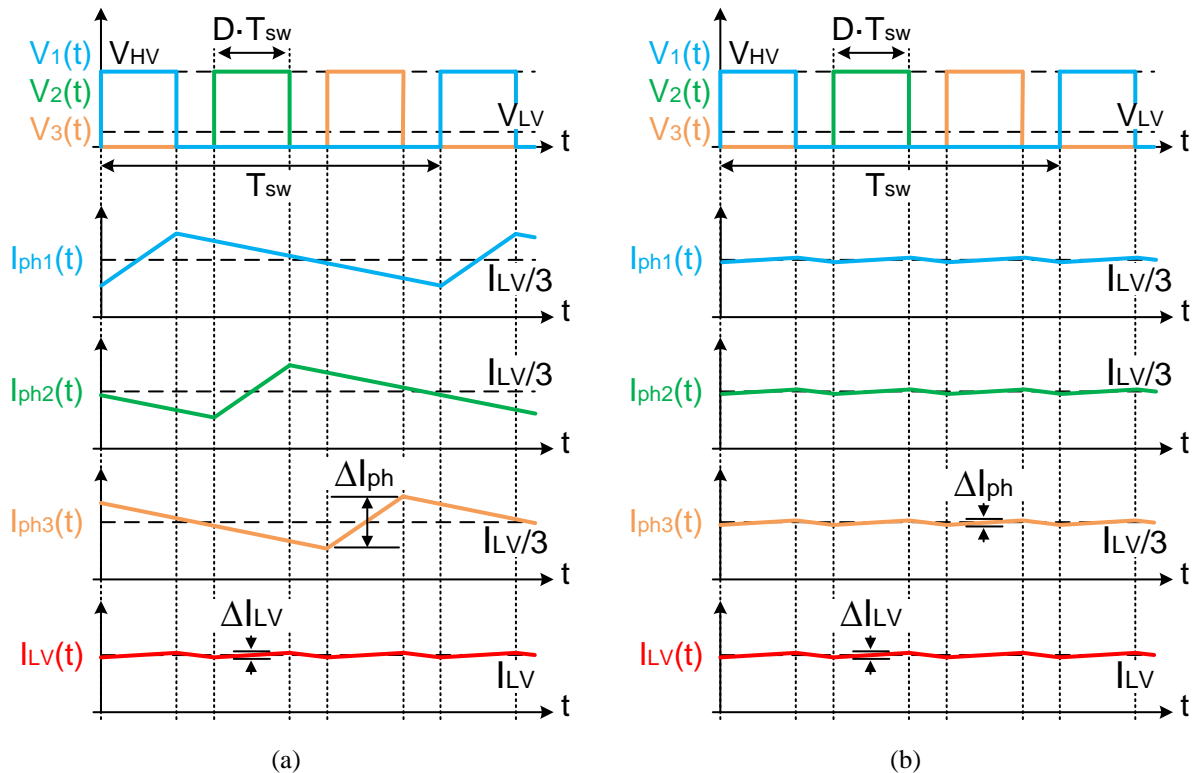 V1(t)
V2(t)
V3(t)
VHV
D·Tsw
VLV
t
Tsw
Iph1(t)
ILV/3
t
Iph2(t)
ILV/3
t
Iph3(t)
ΔIph
ILV/3
t
ILV(t)
ΔILV
ILV
t
(a)
V1(t)
V2(t)
V3(t)
VHV
D·Tsw
VLV
t
Tsw
Iph1(t)
ILV/3
t
Iph2(t)
ILV/3
t
Iph3(t)
ΔIph
ILV/3
t
ILV(t)
ΔILV
ILV
t
(b)